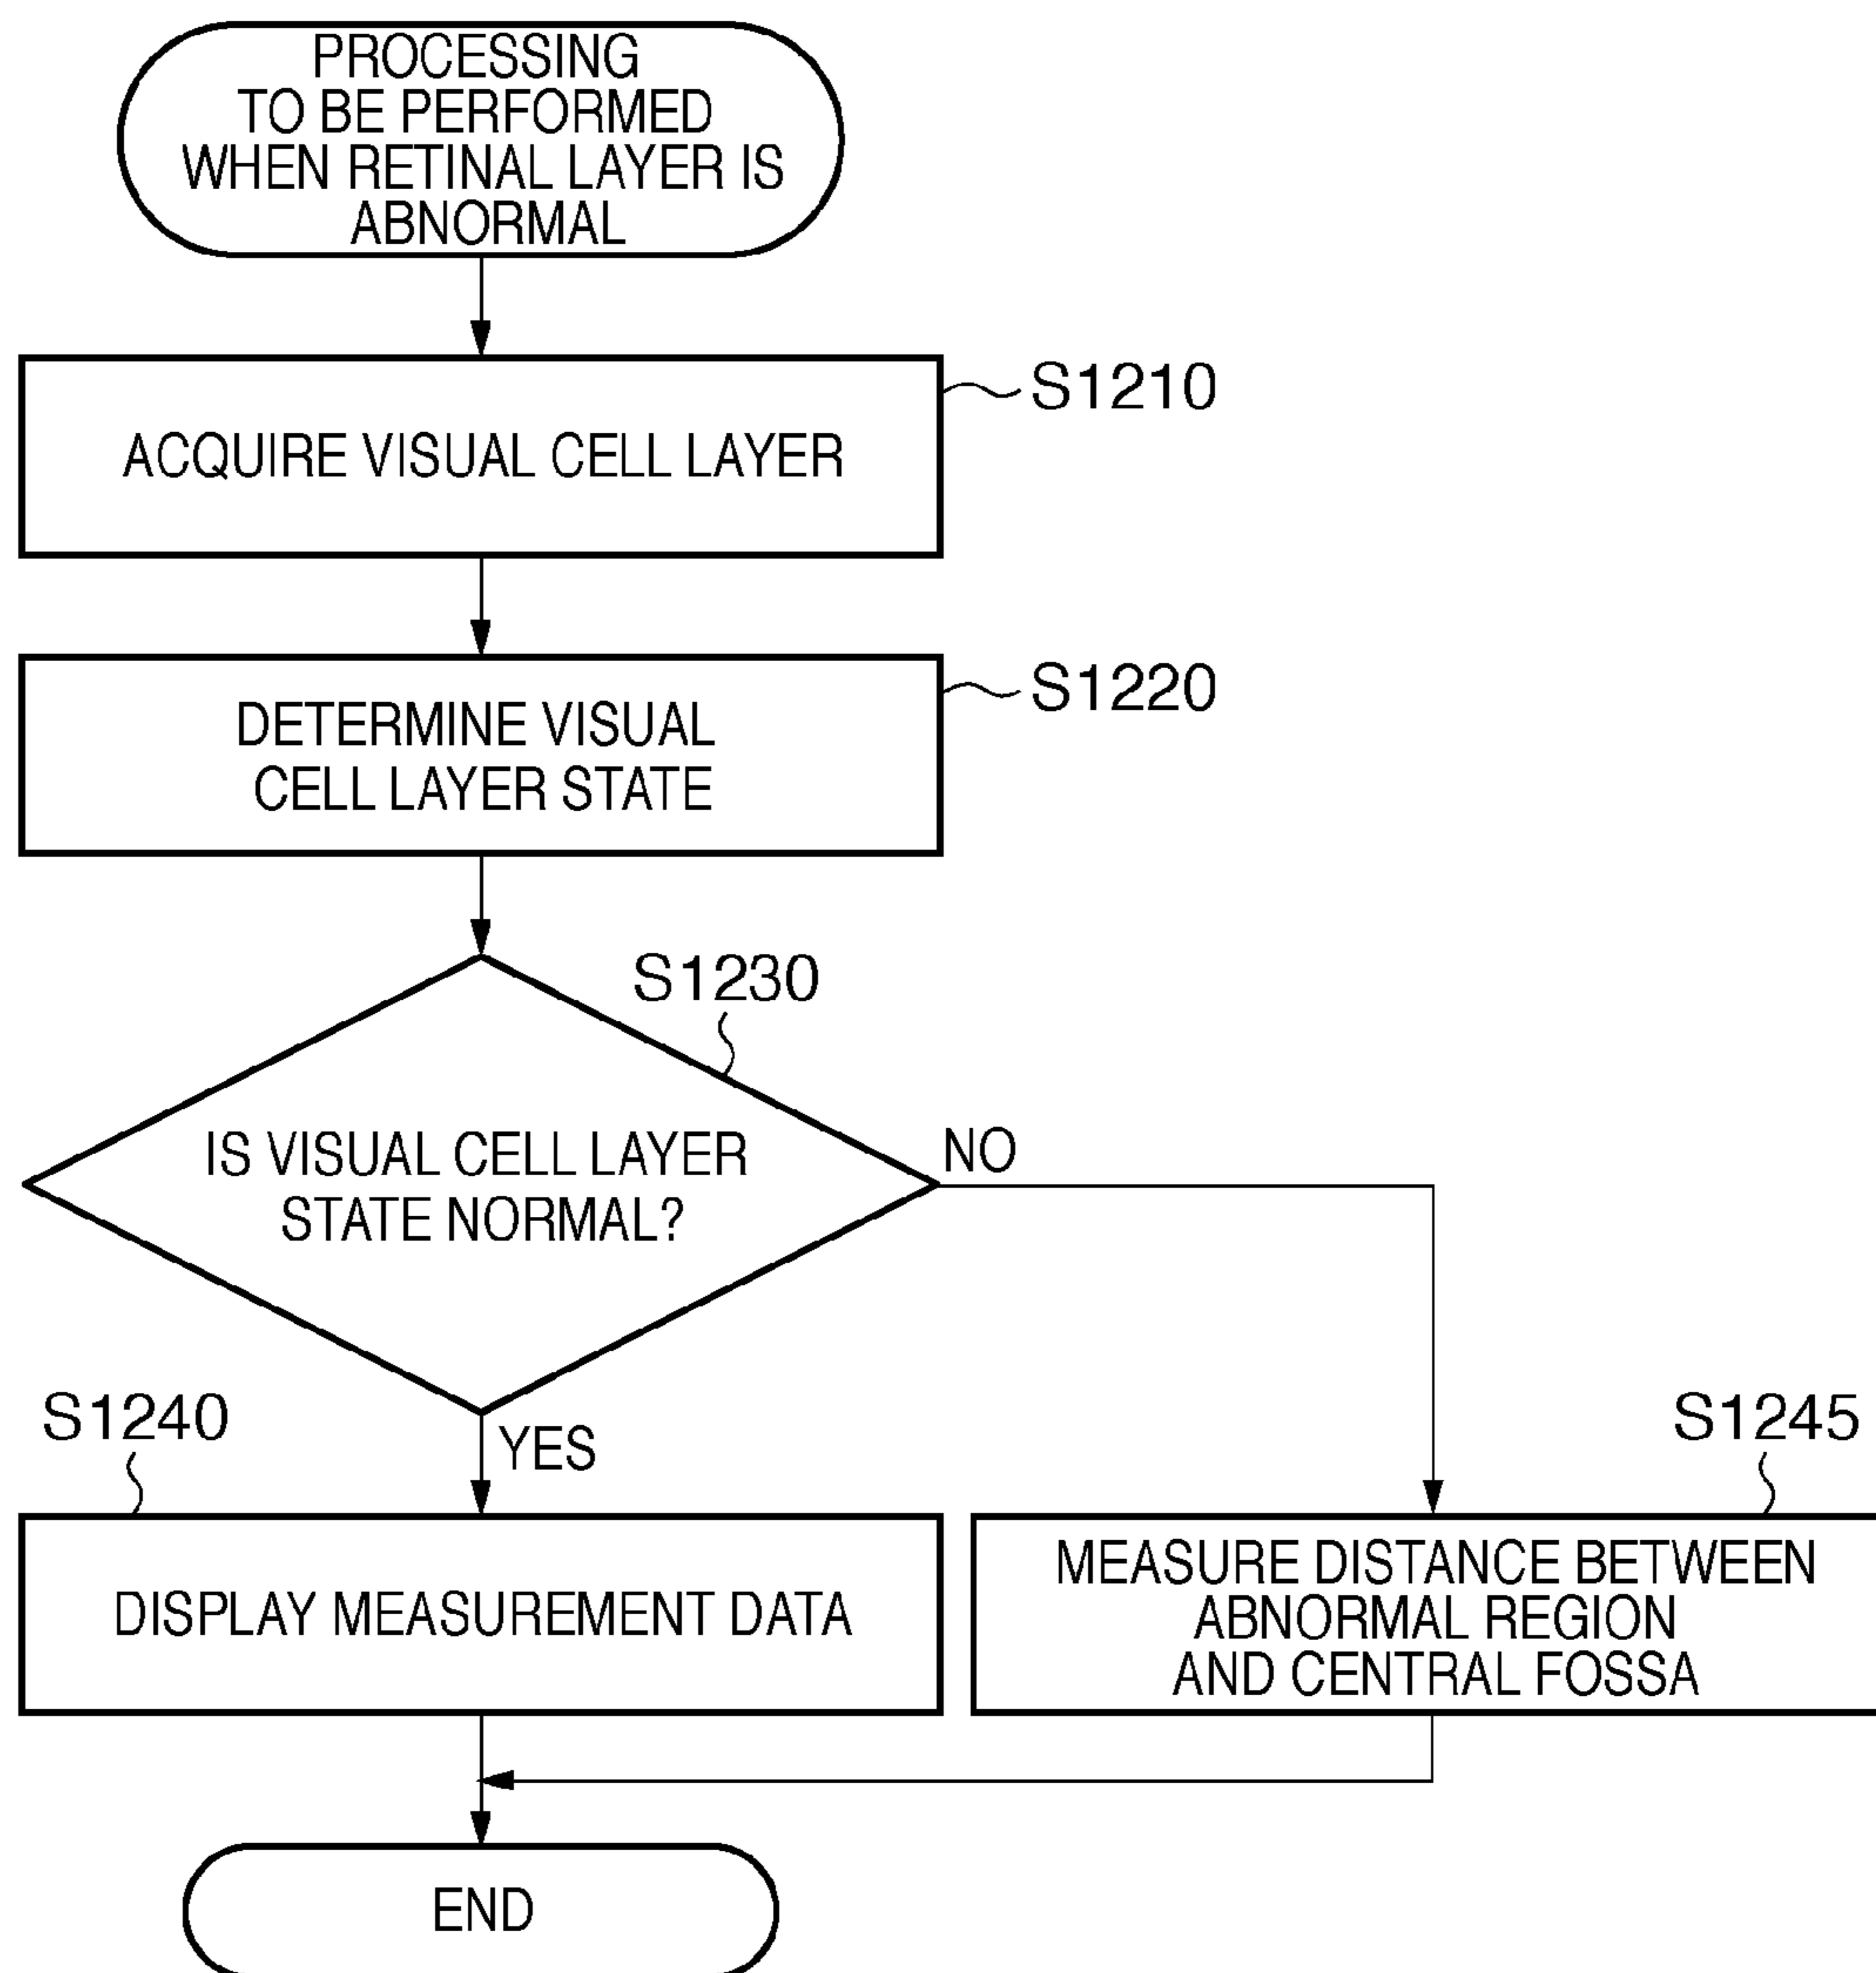 PROCESSING
TO BE PERFORMED
WHEN RETINAL LAYER IS
ABNORMAL
S1210
ACQUIRE VISUAL CELL LAYER
S1220
DETERMINE VISUAL
CELL LAYER STATE
S1230
IS VISUAL CELL LAYER
STATE NORMAL?
NO
YES
S1240
DISPLAY MEASUREMENT DATA
S1245
MEASURE DISTANCE BETWEEN
ABNORMAL REGION
AND CENTRAL FOSSA
END